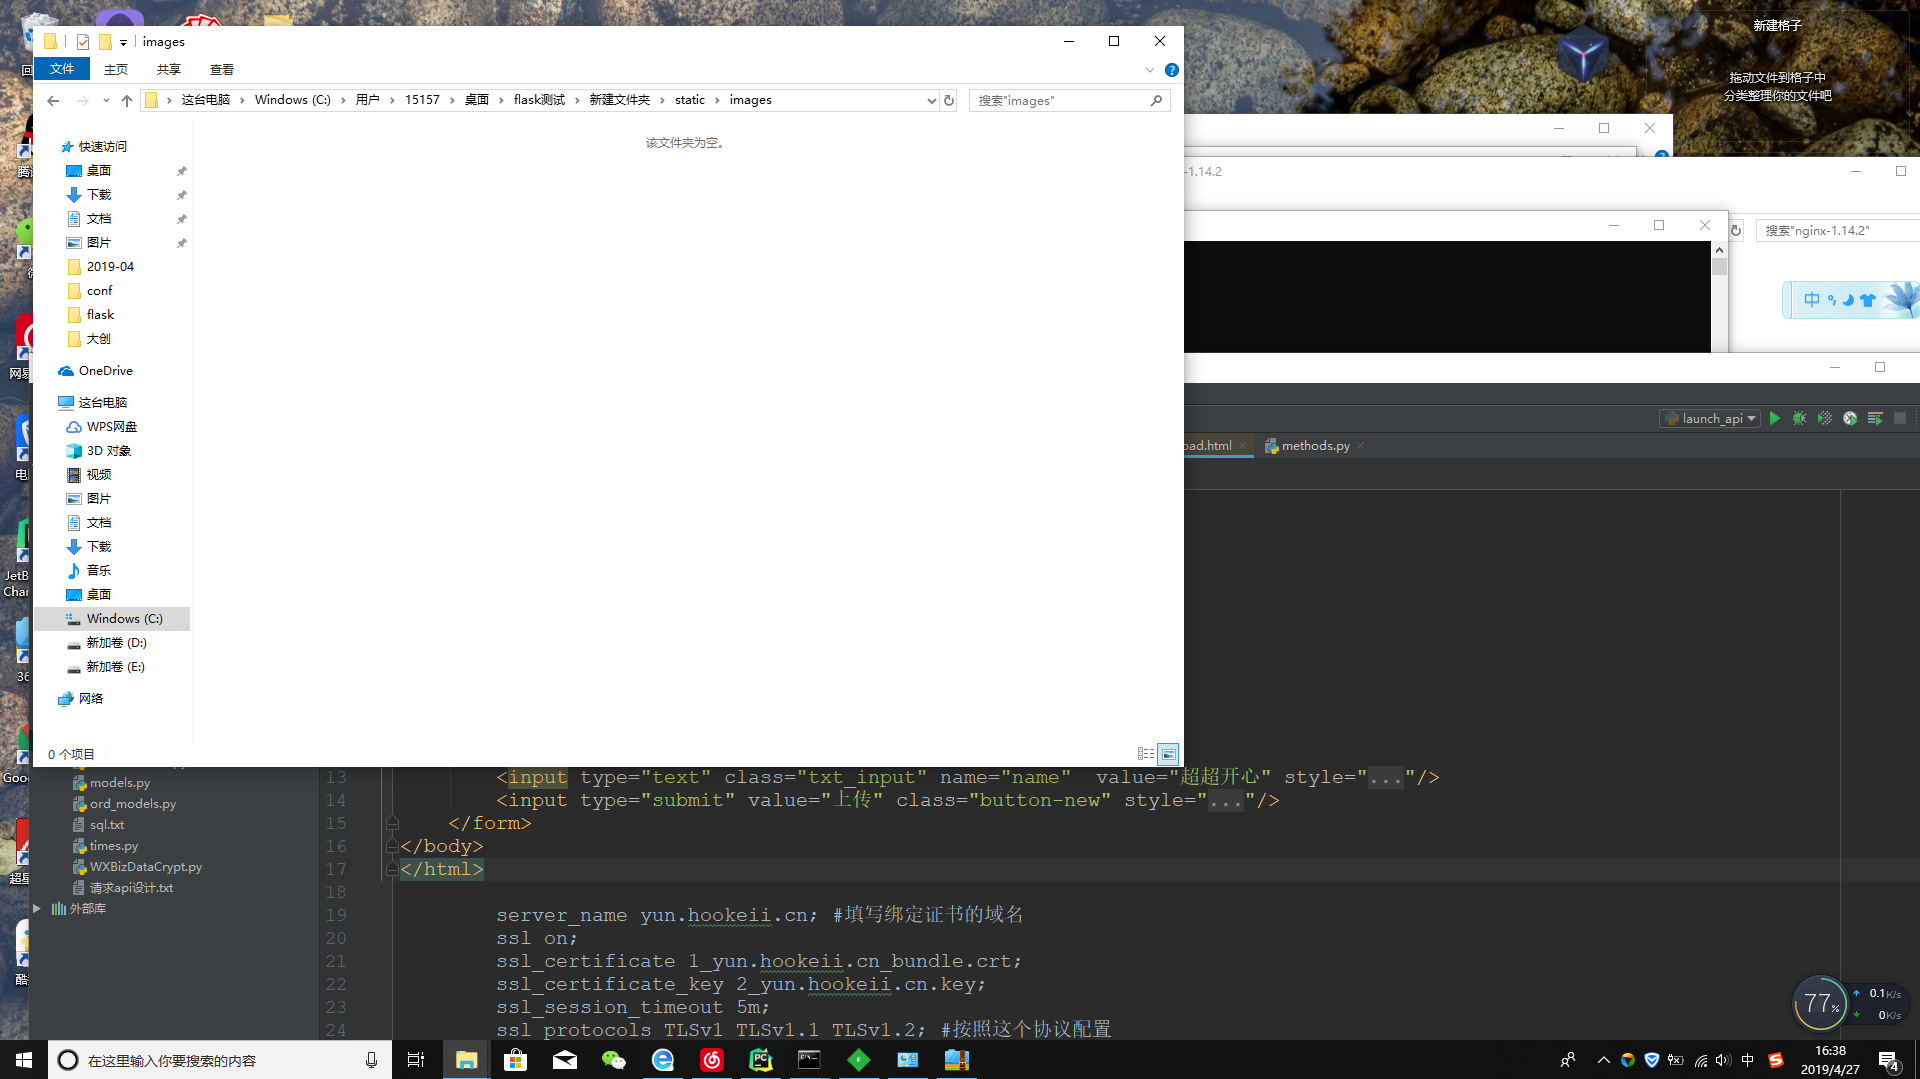 images
文件 主页 共享 查看
这台电脑 Windows (C:) 用户 15157 桌面 flask测试 新建文件夹 static images
搜索"images"
该文件夹为空。
快速访问
桌面
下载
文档
图片
2019-04
conf
flask
大创
OneDrive
这台电脑
WPS网盘
3D 对象
视频
图片
文档
下载
音乐
桌面
Windows (C:)
新加卷 (D:)
新加卷 (E:)
网络
0 个项目
新建格子
拖动文件到格子中
分类整理你的文件吧
-1.14.2
搜索"nginx-1.14.2"
中
launch_api
oad.html methods.py
models.py
ord_models.py
sql.txt
times.py
WXBizDataCrypt.py
请求api设计.txt
外部库
13 <input type="text" class="txt_input" name="name"  value="超超开心" style="..."/>
14 <input type="submit" value="上传" class="button-new" style="..."/>
15 </form>
16 </body>
17 </html>
18
19 server_name yun.hookeii.cn; #填写绑定证书的域名
20 ssl on;
21 ssl_certificate 1_yun.hookeii.cn_bundle.crt;
22 ssl_certificate_key 2_yun.hookeii.cn.key;
23 ssl_session_timeout 5m;
24 ssl_protocols TLSv1 TLSv1.1 TLSv1.2; #按照这个协议配置
77%
0.1K/s
0K/s
在这里输入你要搜索的内容
中
16:38
2019/4/27
4